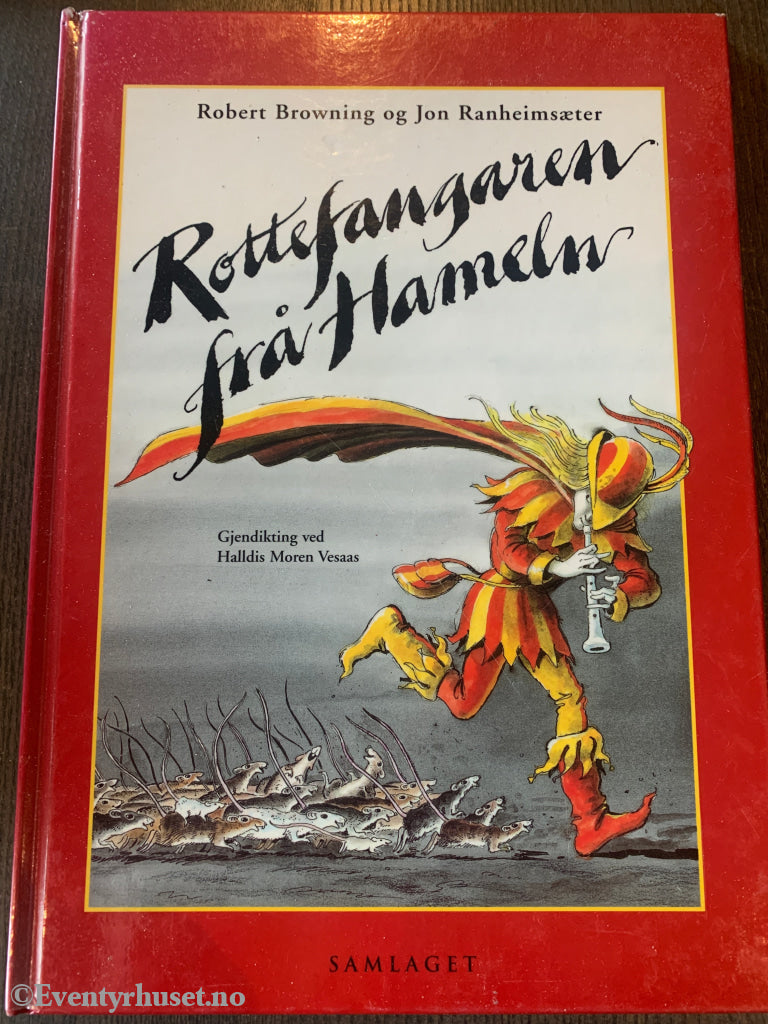 Robert Browning og Jon Ranheimsæter
Rottefangaren
frå Hameln
Gjendikting ved
Halldis Moren Vesaas
SAMLAGET
©Eventyrhuset.no